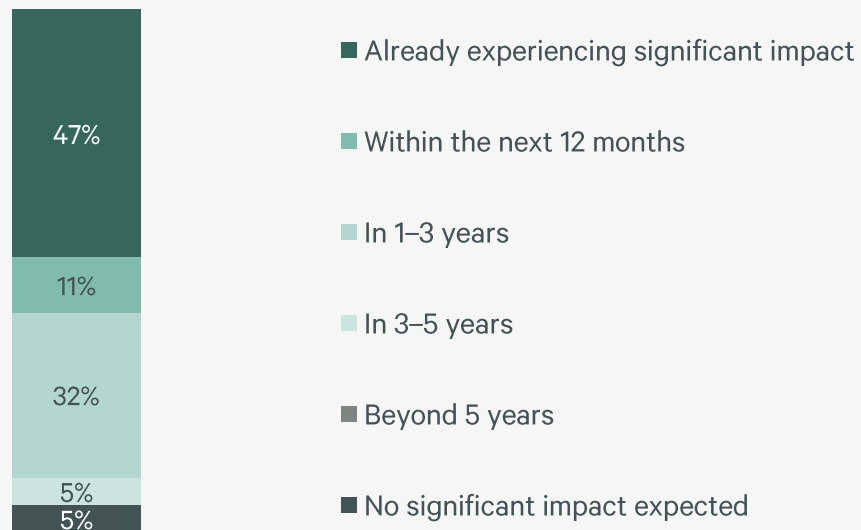 47%
11%
32%
5%
5%
Already experiencing significant impact
Within the next 12 months
In 1–3 years
In 3–5 years
Beyond 5 years
No significant impact expected